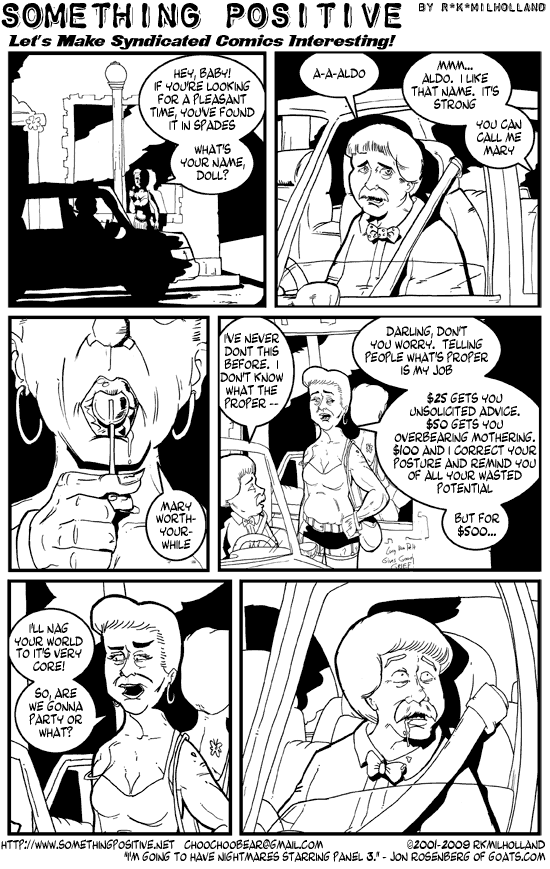 SOMETHING POSITIVE
BY R*K*MILHOLLAND
Let's Make Syndicated Comics Interesting!
HEY, BABY!
IF YOU'RE LOOKING
FOR A PLEASANT
TIME, YOU'VE FOUND
IT IN SPADES
WHAT'S
YOUR NAME,
DOLL?
A-A-ALDO
MMM...
ALDO. I LIKE
THAT NAME. IT'S
STRONG
YOU CAN
CALL ME
MARY
MARY
WORTH-
YOUR-
WHILE
I'VE NEVER
DONT THIS
BEFORE. I
DON'T KNOW
WHAT THE
PROPER --
DARLING, DON'T
YOU WORRY. TELLING
PEOPLE WHAT'S PROPER
IS MY JOB
$25 GETS YOU
UNSOLICITED ADVICE.
$50 GETS YOU
OVERBEARING MOTHERING.
$100 AND I CORRECT YOUR
POSTURE AND REMIND YOU
OF ALL YOUR WASTED
POTENTIAL
BUT FOR
$500...
I'LL NAG
YOUR WORLD
TO IT'S VERY
CORE!
SO, ARE
WE GONNA
PARTY OR
WHAT?
HTTP://WWW.SOMETHINGPOSITIVE.NET CHOOCHOOBEAR@GMAIL.COM ©2001-2009 RKMILHOLLAND
"I'M GOING TO HAVE NIGHTMARES STARRING PANEL 3." - JON ROSENBERG OF GOATS.COM